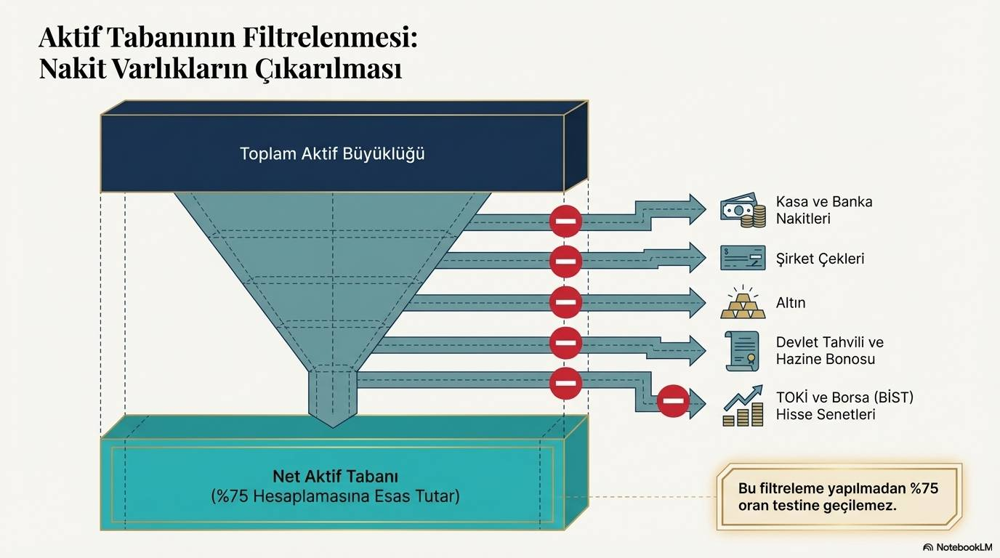 Aktif Tabanının Filtrelenmesi:
Nakit Varlıkların Çıkarılması
Toplam Aktif Büyüklüğü
Kasa ve Banka
Nakitleri
Şirket Çekleri
Altın
Devlet Tahvili ve
Hazine Bonosu
TOKİ ve Borsa (BİST)
Hisse Senetleri
Net Aktif Tabanı
(%75 Hesaplamasına Esas Tutar)
Bu filtreleme yapılmadan %75
oran testine geçilemez.
NotebookLM